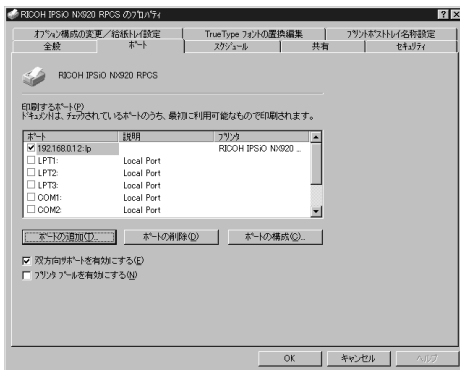 RICOH IPSiO NX920 RPCS のプロパティ
オプション構成の変更／給紙トレイ設定 TrueType フォントの置換編集 プリントポストトレイ名称設定
全般 ポート スケジュール 共有 セキュリティ
RICOH IPSiO NX920 RPCS
印刷するポート(P)
ドキュメントは、チェックされているポートのうち、最初に利用可能なもので印刷されます。
ポート 説明 プリンタ
192.168.0.12:lp RICOH IPSiO NX920 ...
LPT1: Local Port
LPT2: Local Port
LPT3: Local Port
COM1: Local Port
COM2: Local Port
ポートの追加(T)... ポートの削除(D) ポートの構成(C)...
双方向サポートを有効にする(E)
プリンタ プールを有効にする(N)
OK キャンセル ヘルプ